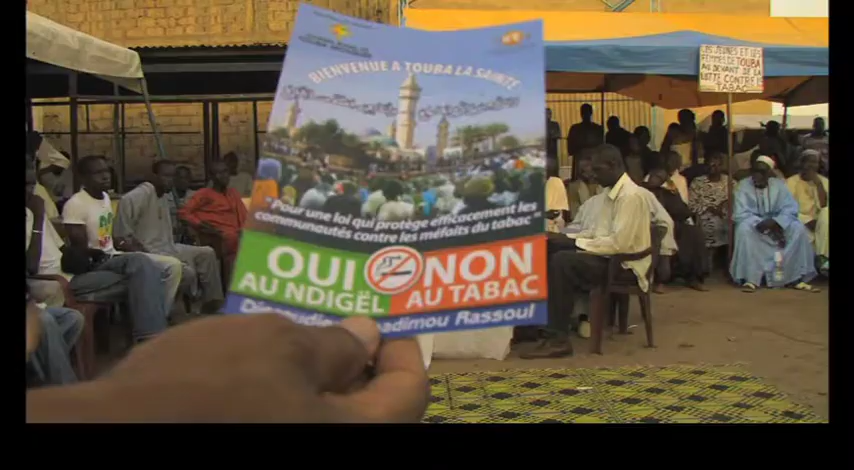 BIENVENUE A TOUBA LA SAINTE
"Pour une loi qui protège efficacement les
communautés contre les méfaits du tabac"
OUI NON
AU NDIGËL AU TABAC
Rassoul
LES JEUNES ET LES
FEMMES DE TOUBA
AU DEVANT DE LA
LUTTE CONTRE LE
TABAC